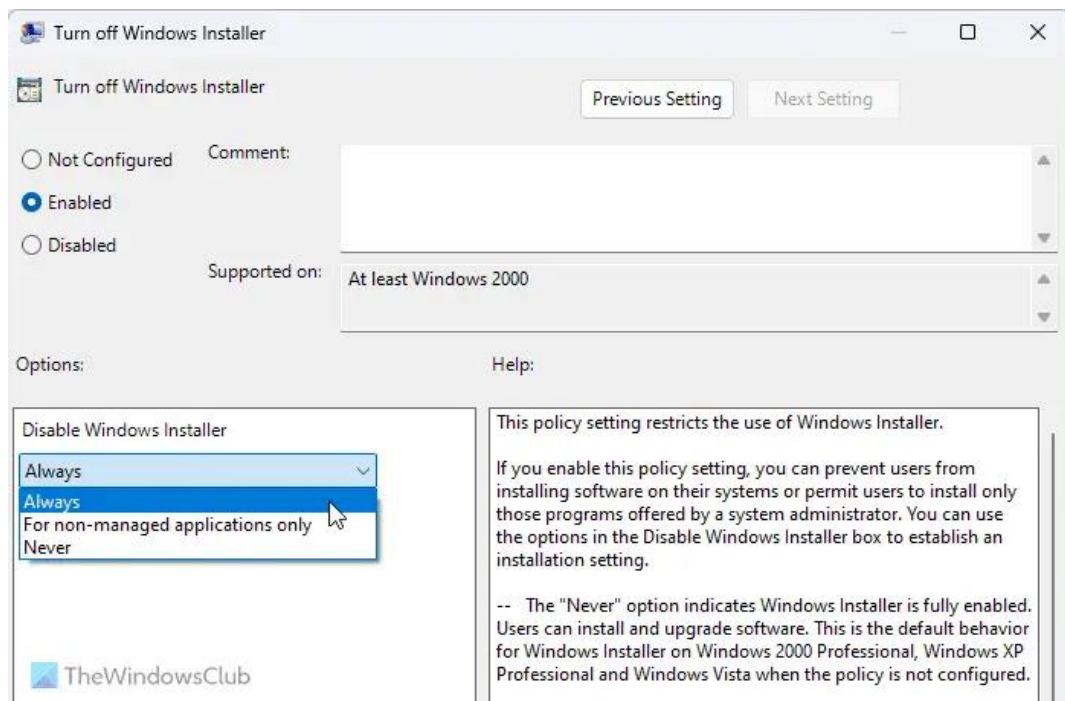 Turn off Windows Installer
Turn off Windows Installer
Previous Setting
Next Setting
Not Configured
Comment:
Enabled
Disabled
Supported on:
At least Windows 2000
Options:
Help:
Disable Windows Installer
Always
Always
For non-managed applications only
Never
This policy setting restricts the use of Windows Installer.
If you enable this policy setting, you can prevent users from
installing software on their systems or permit users to install only
those programs offered by a system administrator. You can use
the options in the Disable Windows Installer box to establish an
installation setting.
-- The "Never" option indicates Windows Installer is fully enabled.
Users can install and upgrade software. This is the default behavior
for Windows Installer on Windows 2000 Professional, Windows XP
Professional and Windows Vista when the policy is not configured.
TheWindowsClub